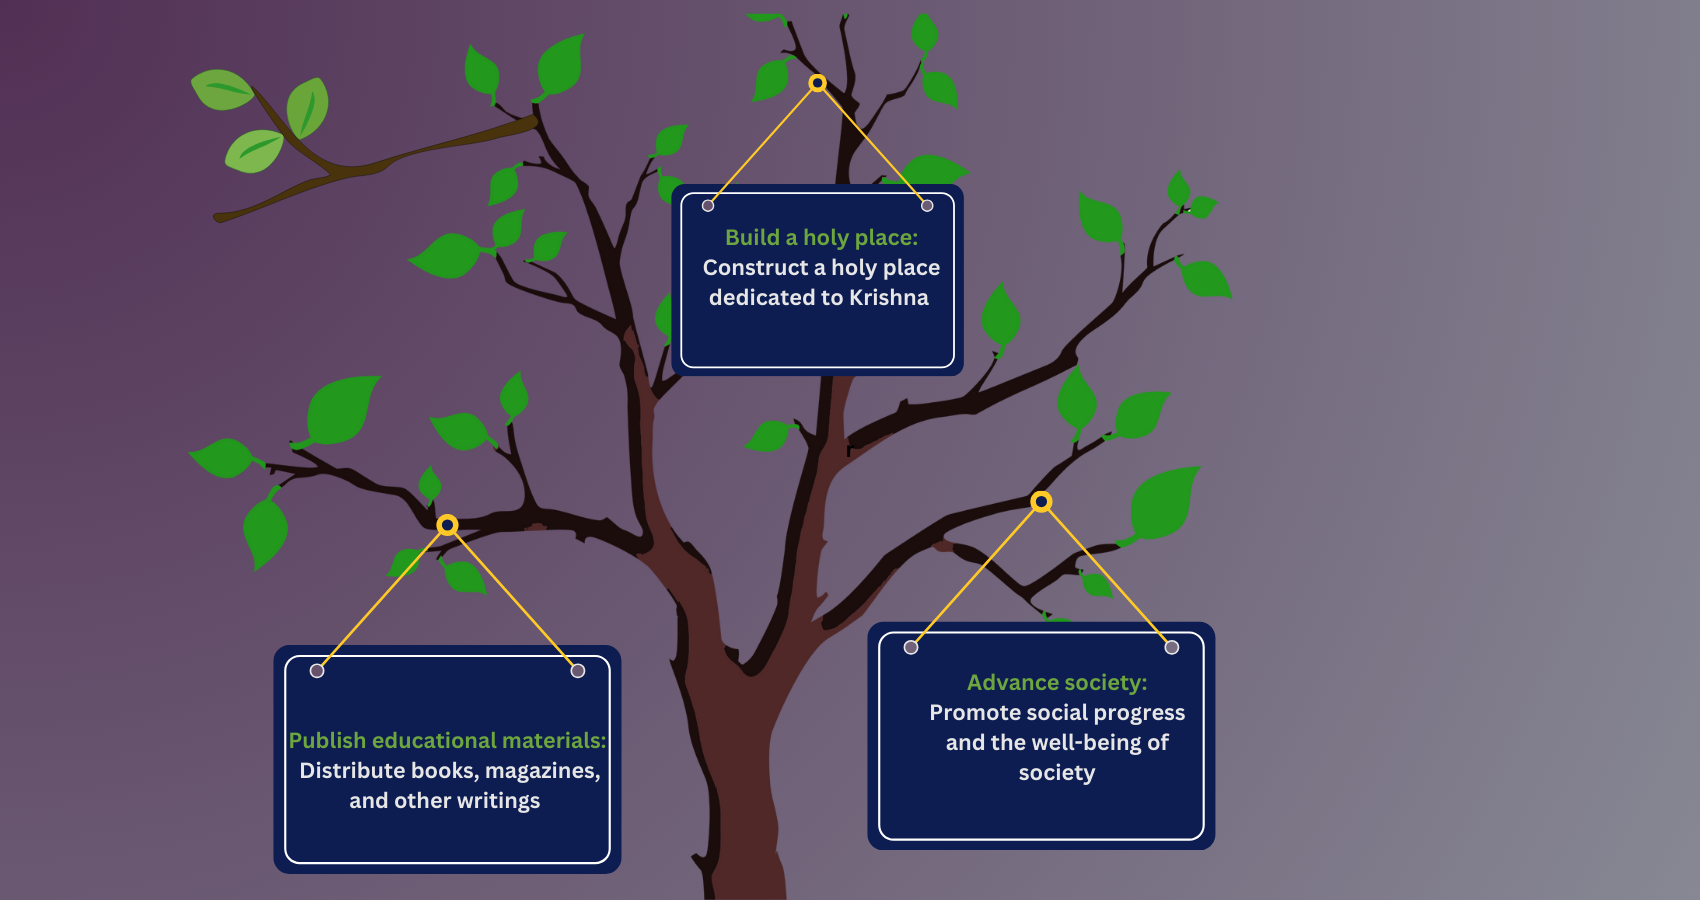 Build a holy place:
Construct a holy place
dedicated to Krishna
Publish educational materials:
Distribute books, magazines,
and other writings
Advance society:
Promote social progress
and the well-being of
society